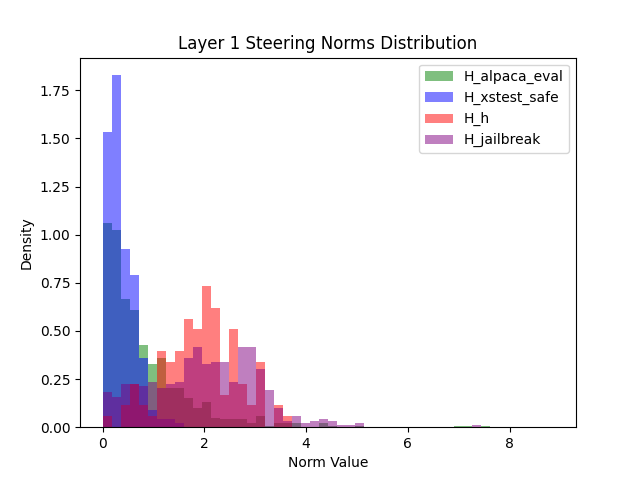 Layer 1 Steering Norms Distribution
H_alpaca_eval
H_xstest_safe
H_h
H_jailbreak
Density
1.75
1.50
1.25
1.00
0.75
0.50
0.25
0.00
0 2 4 6 8
Norm Value